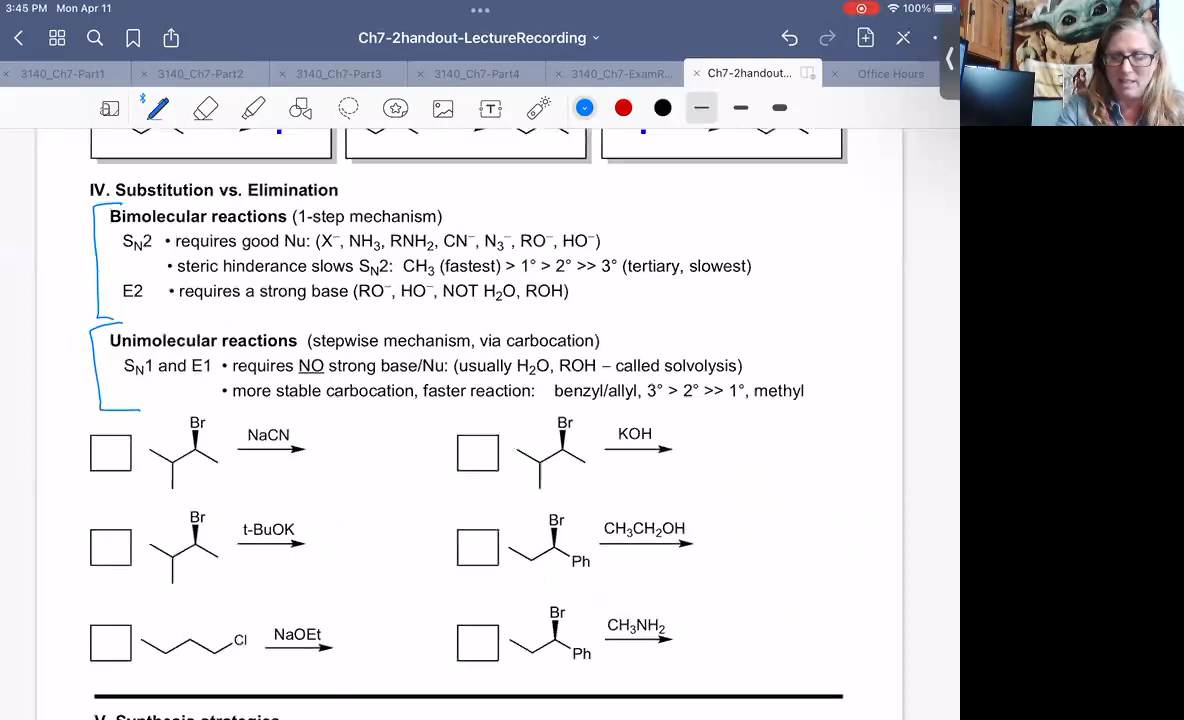 3:45 PM Mon Apr 11
100%
Ch7-2handout-LectureRecording
3140_Ch7-Part1
3140_Ch7-Part2
3140_Ch7-Part3
3140_Ch7-Part4
3140_Ch7-ExamR...
Ch7-2handout...
Office Hours
IV. Substitution vs. Elimination
Bimolecular reactions (1-step mechanism)
SN2 • requires good Nu: (X⁻, NH₃, RNH₂, CN⁻, N₃⁻, RO⁻, HO⁻)
• steric hinderance slows SN2: CH₃ (fastest) > 1° > 2° >> 3° (tertiary, slowest)
E2 • requires a strong base (RO⁻, HO⁻, NOT H₂O, ROH)
Unimolecular reactions (stepwise mechanism, via carbocation)
SN1 and E1 • requires NO strong base/Nu: (usually H₂O, ROH – called solvolysis)
• more stable carbocation, faster reaction: benzyl/allyl, 3° > 2° >> 1°, methyl
Br NaCN
Br KOH
Br t-BuOK
Br Ph CH₃CH₂OH
Cl NaOEt
Br Ph CH₃NH₂
V. Synthesis strategies